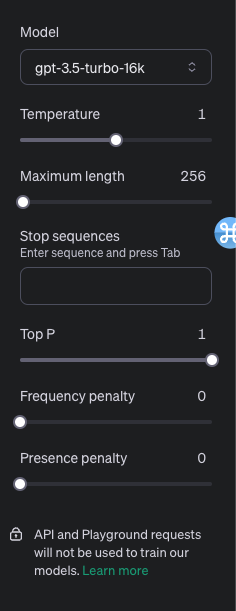 Model
gpt-3.5-turbo-16k
Temperature 1
Maximum length 256
Stop sequences
Enter sequence and press Tab
Top P 1
Frequency penalty 0
Presence penalty 0
API and Playground requests
will not be used to train our
models. Learn more